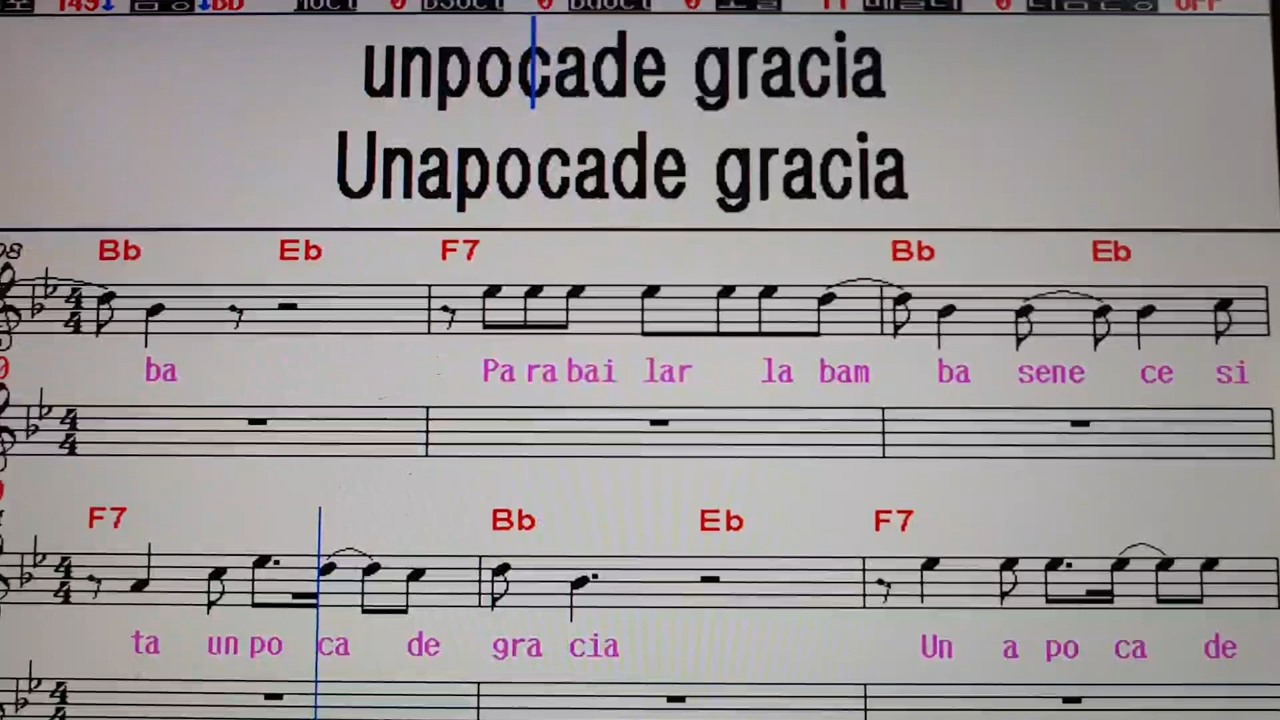 unpocade gracia
Unapocade gracia
Bb Eb F7 Bb Eb
ba Pa ra bai lar la bam ba sene ce si
F7 Bb Eb F7
ta un po ca de gra cia Un a po ca de